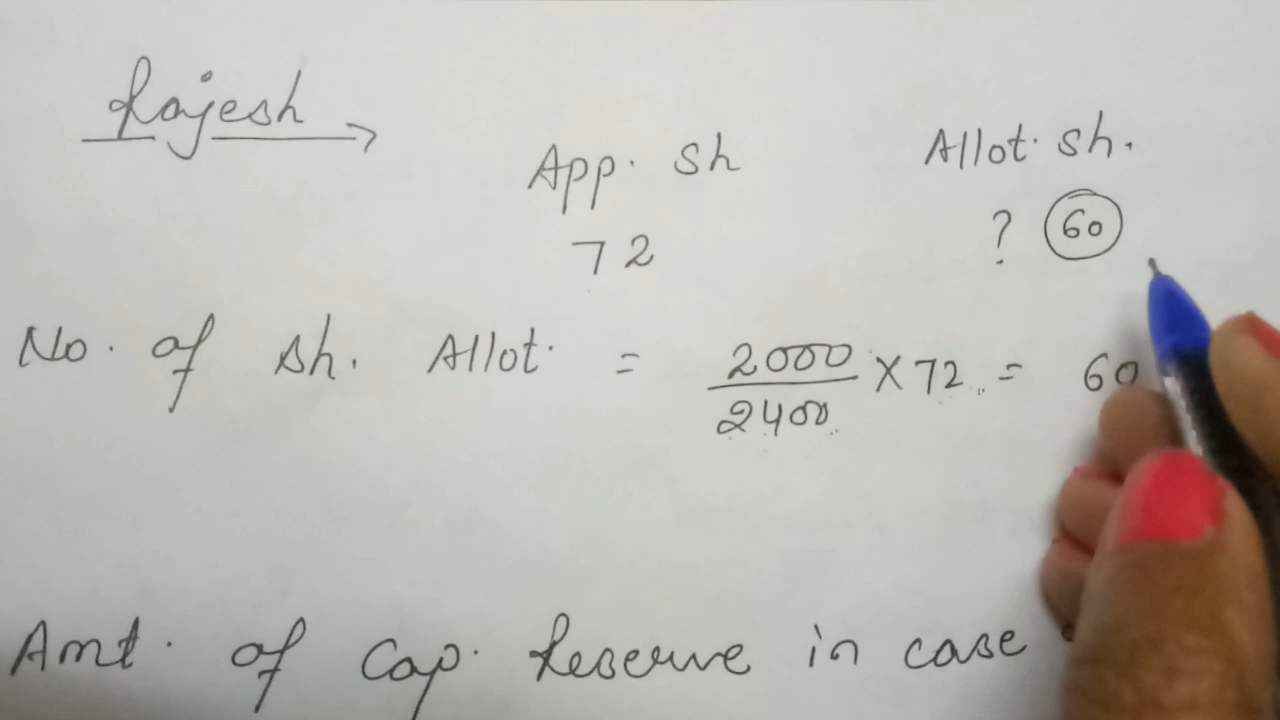 Rajesh →
App. Sh Allot. Sh.
72 ? 60
No. of Sh. Allot. = 2000/2400 X 72 = 60
Amt. of Cap. Reserve in case